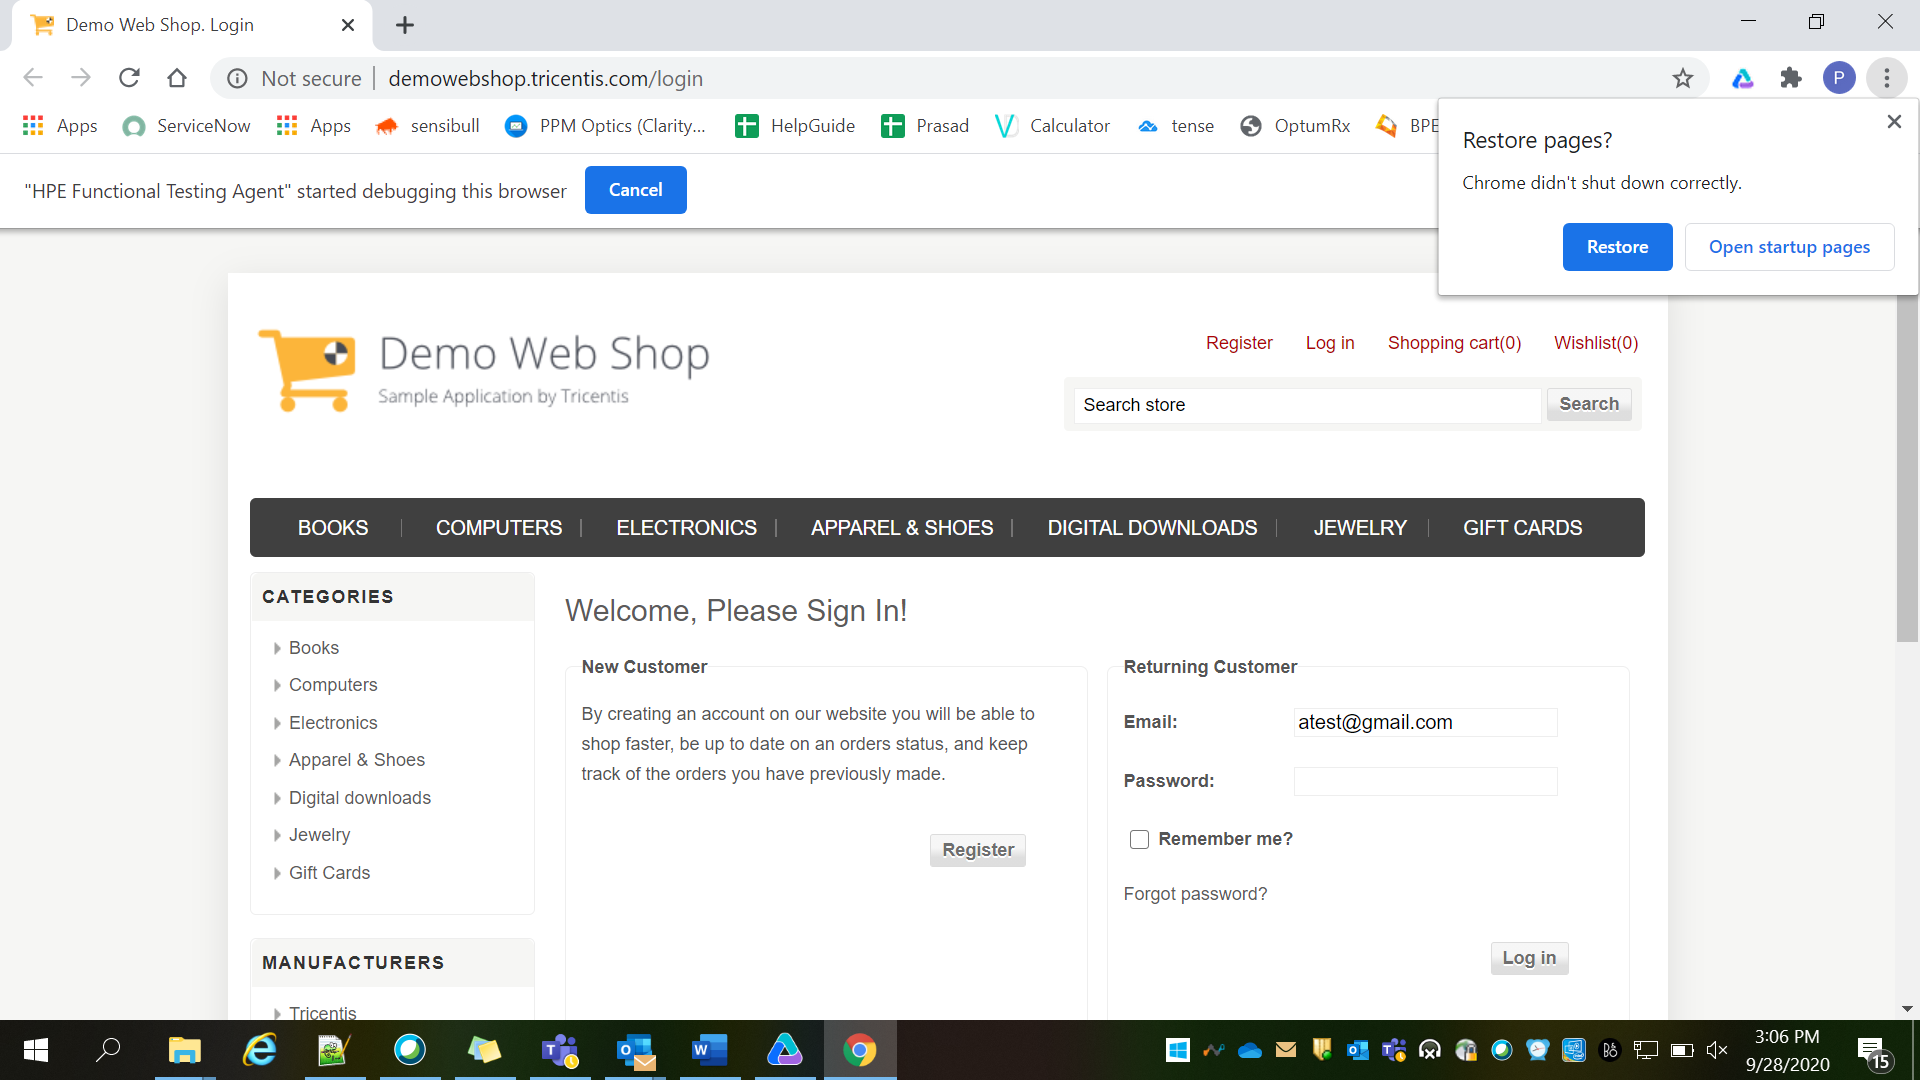 Demo Web Shop. Login
Not secure
demowebshop.tricentis.com/login
P
Apps
ServiceNow
Apps
sensibull
PPM Optics (Clarity...
HelpGuide
Prasad
Calculator
tense
OptumRx
BPE
"HPE Functional Testing Agent" started debugging this browser
Cancel
Restore pages?
Chrome didn't shut down correctly.
Restore
Open startup pages
Demo Web Shop
Sample Application by Tricentis
Register
Log in
Shopping cart(0)
Wishlist(0)
Search store
Search
BOOKS
COMPUTERS
ELECTRONICS
APPAREL & SHOES
DIGITAL DOWNLOADS
JEWELRY
GIFT CARDS
CATEGORIES
Books
Computers
Electronics
Apparel & Shoes
Digital downloads
Jewelry
Gift Cards
MANUFACTURERS
Tricentis
Welcome, Please Sign In!
New Customer
By creating an account on our website you will be able to
shop faster, be up to date on an orders status, and keep
track of the orders you have previously made.
Register
Returning Customer
Email:
atest@gmail.com
Password:
Remember me?
Forgot password?
Log in
3:06 PM
9/28/2020
15